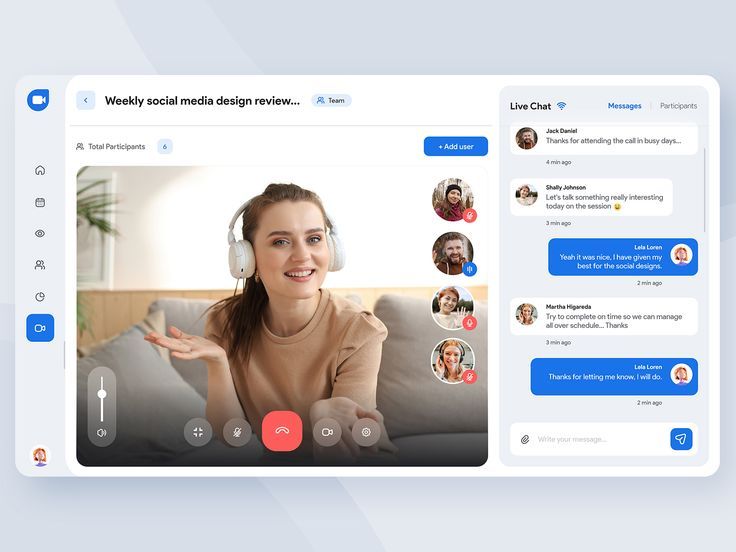 Weekly social media design review...
Team
Total Participants
6
+ Add user
Live Chat
Messages
Participants
Jack Daniel
Thanks for attending the call in busy days...
4 min ago
Shally Johnson
Let's talk something really interesting
today on the session 😄
3 min ago
Lela Loren
Yeah it was nice, I have given my
best for the social designs.
2 min ago
Martha Higareda
Try to complete on time so we can manage
all over schedule... Thanks
3 min ago
Lela Loren
Thanks for letting me know, I will do.
2 min ago
Write your message...